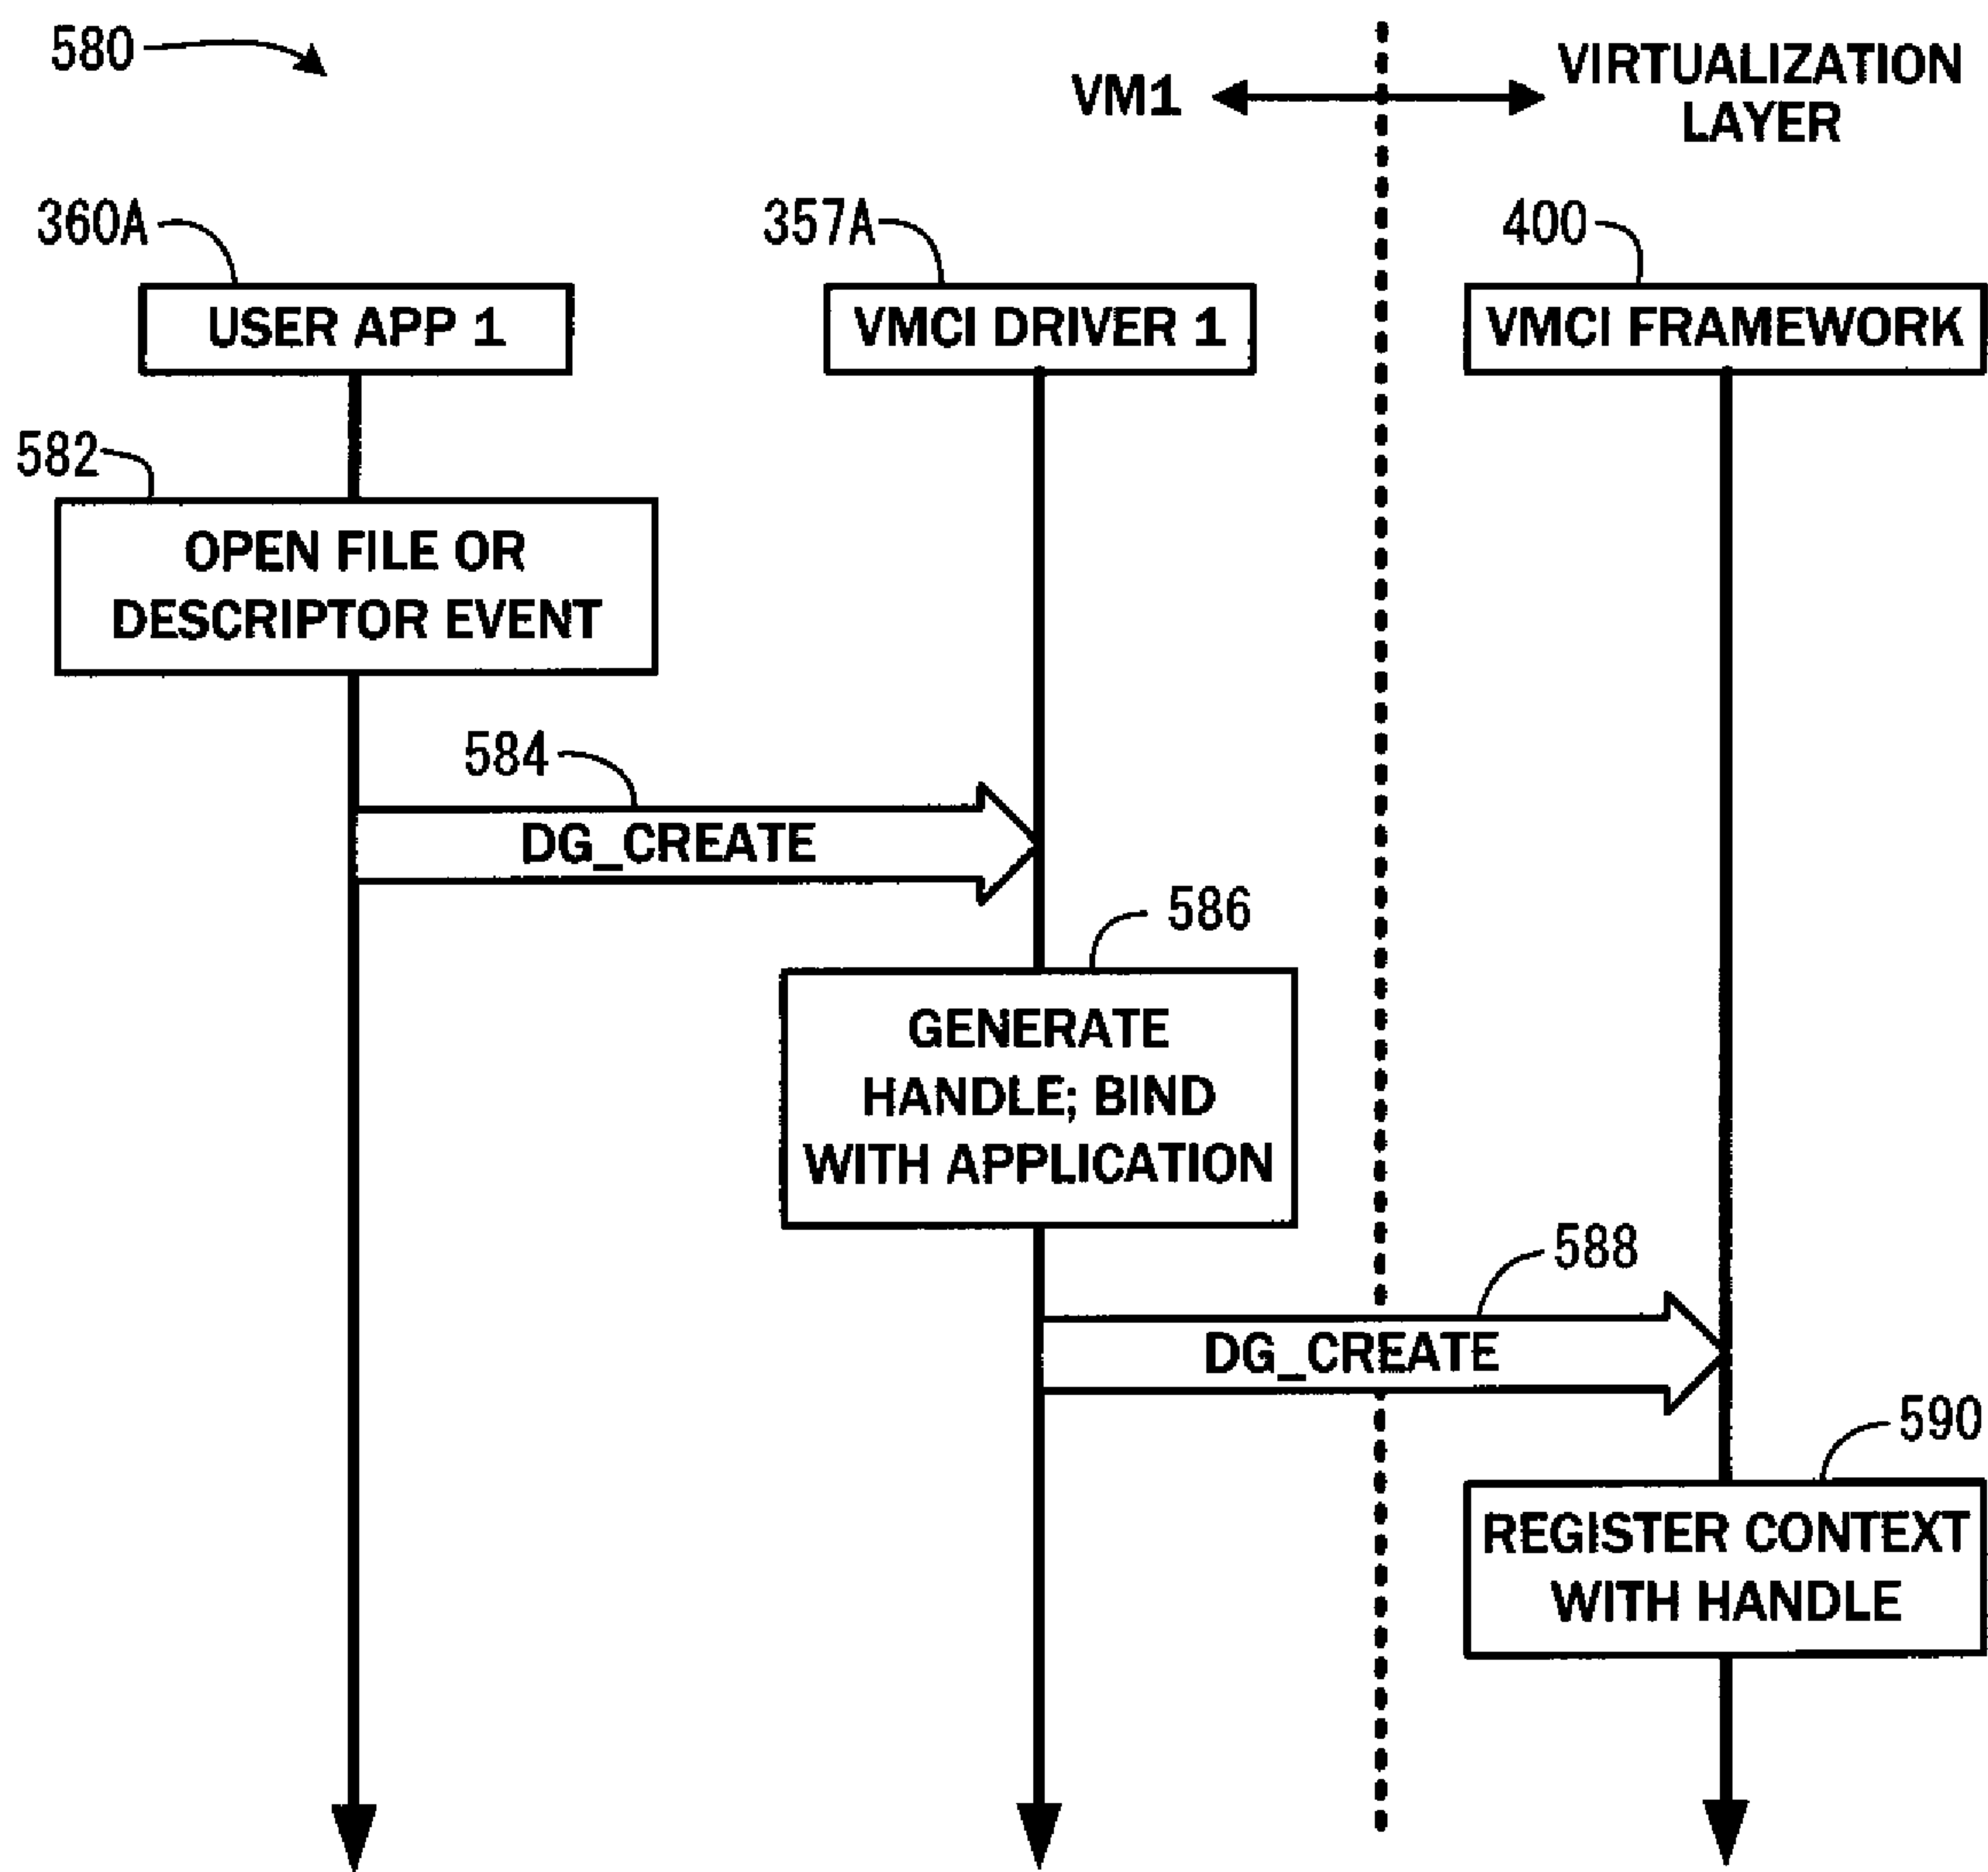 580
VM1
VIRTUALIZATION
LAYER
360A
357A
400
USER APP 1
VMCI DRIVER 1
VMCI FRAMEWORK
582
OPEN FILE OR
DESCRIPTOR EVENT
584
DG_CREATE
586
GENERATE
HANDLE; BIND
WITH APPLICATION
588
DG_CREATE
590
REGISTER CONTEXT
WITH HANDLE